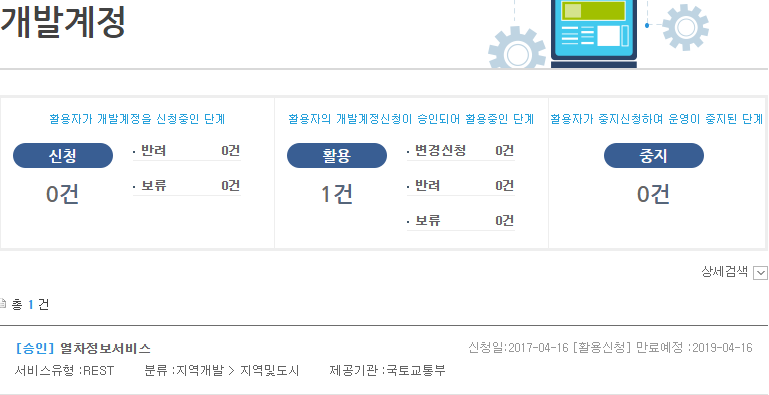 개발계정
활용자가 개발계정을 신청중인 단계
신청
0건
· 반려 0건
· 보류 0건
활용자의 개발계정신청이 승인되어 활용중인 단계
활용
1건
· 변경신청 0건
· 반려 0건
· 보류 0건
활용자가 중지신청하여 운영이 중지된 단계
중지
0건
상세검색
총 1 건
[승인] 열차정보서비스 신청일:2017-04-16 [활용신청] 만료예정 :2019-04-16
서비스유형 :REST 분류 :지역개발 > 지역및도시 제공기관 :국토교통부